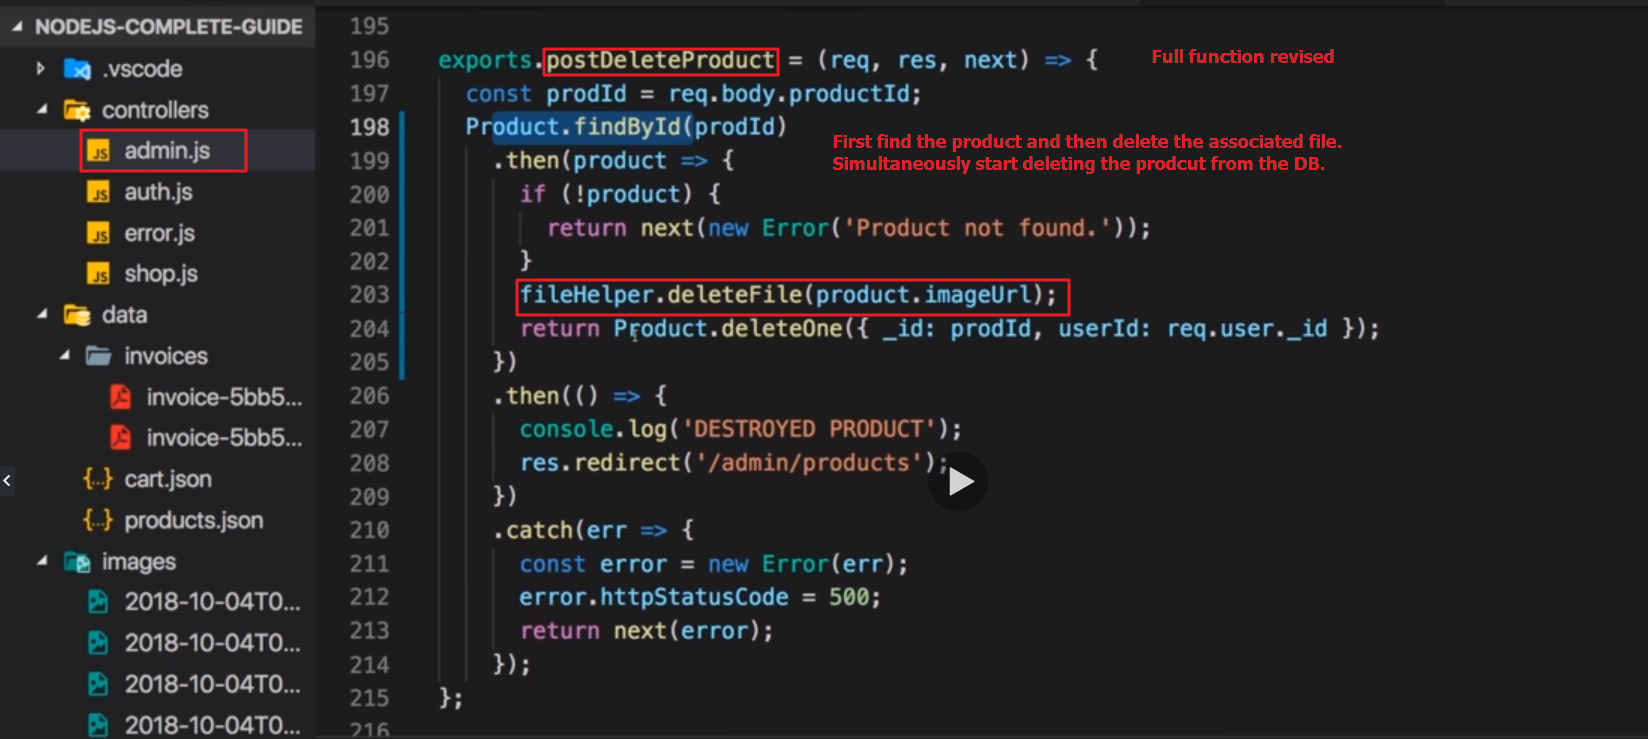 NODEJS-COMPLETE-GUIDE
.vscode
controllers
JS admin.js
JS auth.js
JS error.js
JS shop.js
data
invoices
invoice-5bb5...
invoice-5bb5...
{..} cart.json
{..} products.json
images
2018-10-04T0...
2018-10-04T0...
2018-10-04T0...
2018-10-04T0...
195
196 exports.postDeleteProduct = (req, res, next) => {
Full function revised
197 const prodId = req.body.productId;
198 Product.findById(prodId)
First find the product and then delete the associated file.
Simultaneously start deleting the prodcut from the DB.
199 .then(product => {
200 if (!product) {
201 return next(new Error('Product not found.'));
202 }
203 fileHelper.deleteFile(product.imageUrl);
204 return Product.deleteOne({ _id: prodId, userId: req.user._id });
205 })
206 .then(() => {
207 console.log('DESTROYED PRODUCT');
208 res.redirect('/admin/products');
209 })
210 .catch(err => {
211 const error = new Error(err);
212 error.httpStatusCode = 500;
213 return next(error);
214 });
215 };
216